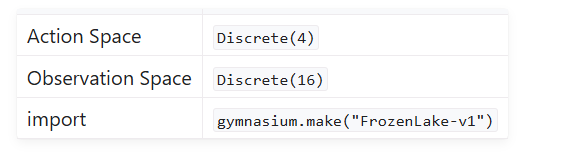 Action Space Discrete(4)
Observation Space Discrete(16)
import gymnasium.make("FrozenLake-v1")